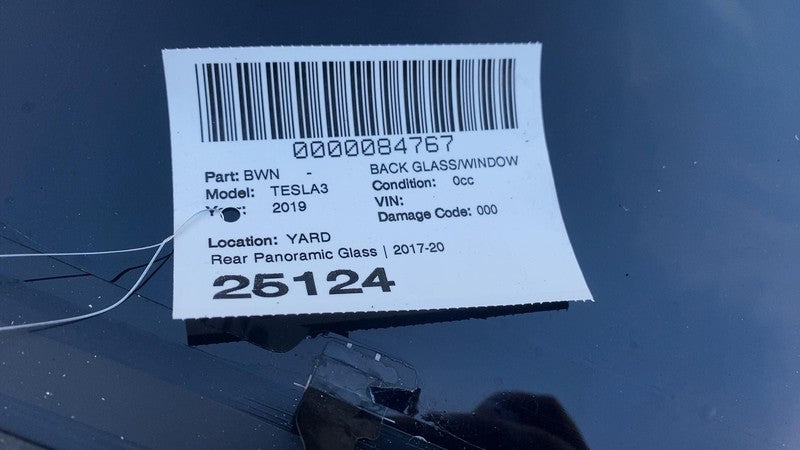 0000084767
Part: BWN - BACK GLASS/WINDOW
Model: TESLA3 Condition: 0cc
2019 VIN:
Damage Code: 000
Location: YARD
Rear Panoramic Glass | 2017-20
25124